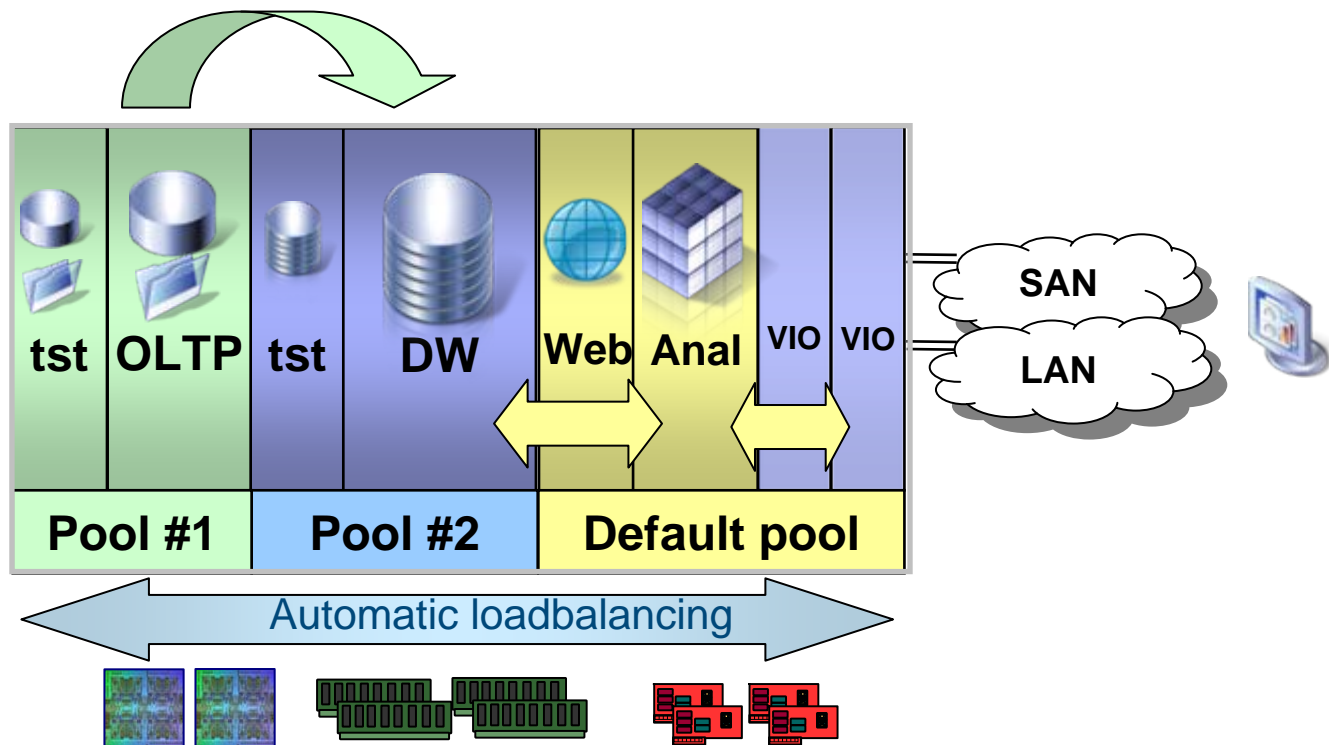 tst
OLTP
tst
DW
Web
Anal
VIO
VIO
SAN
LAN
Pool #1
Pool #2
Default pool
Automatic loadbalancing